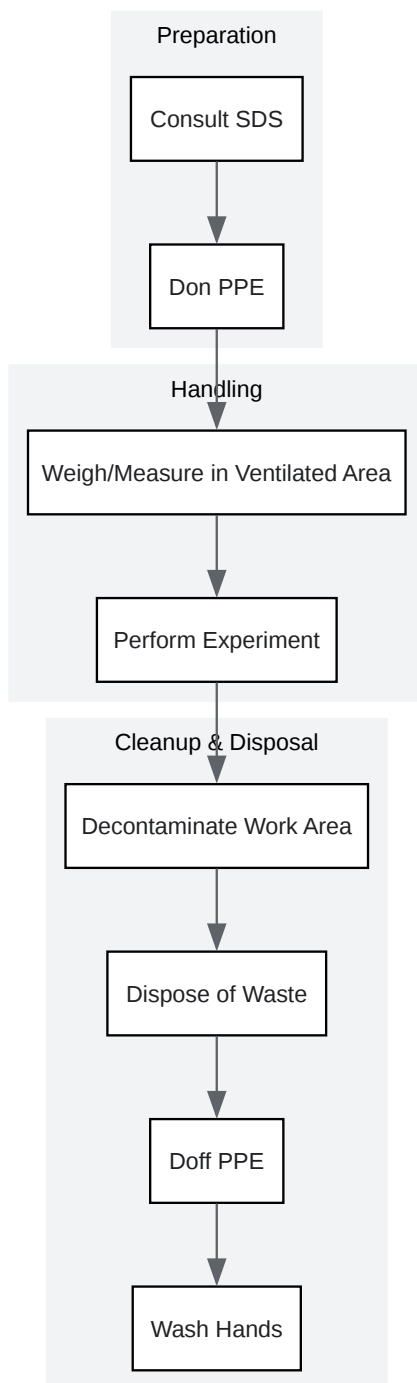 Preparation
Consult SDS
Don PPE
Handling
Weigh/Measure in Ventilated Area
Perform Experiment
Cleanup & Disposal
Decontaminate Work Area
Dispose of Waste
Doff PPE
Wash Hands